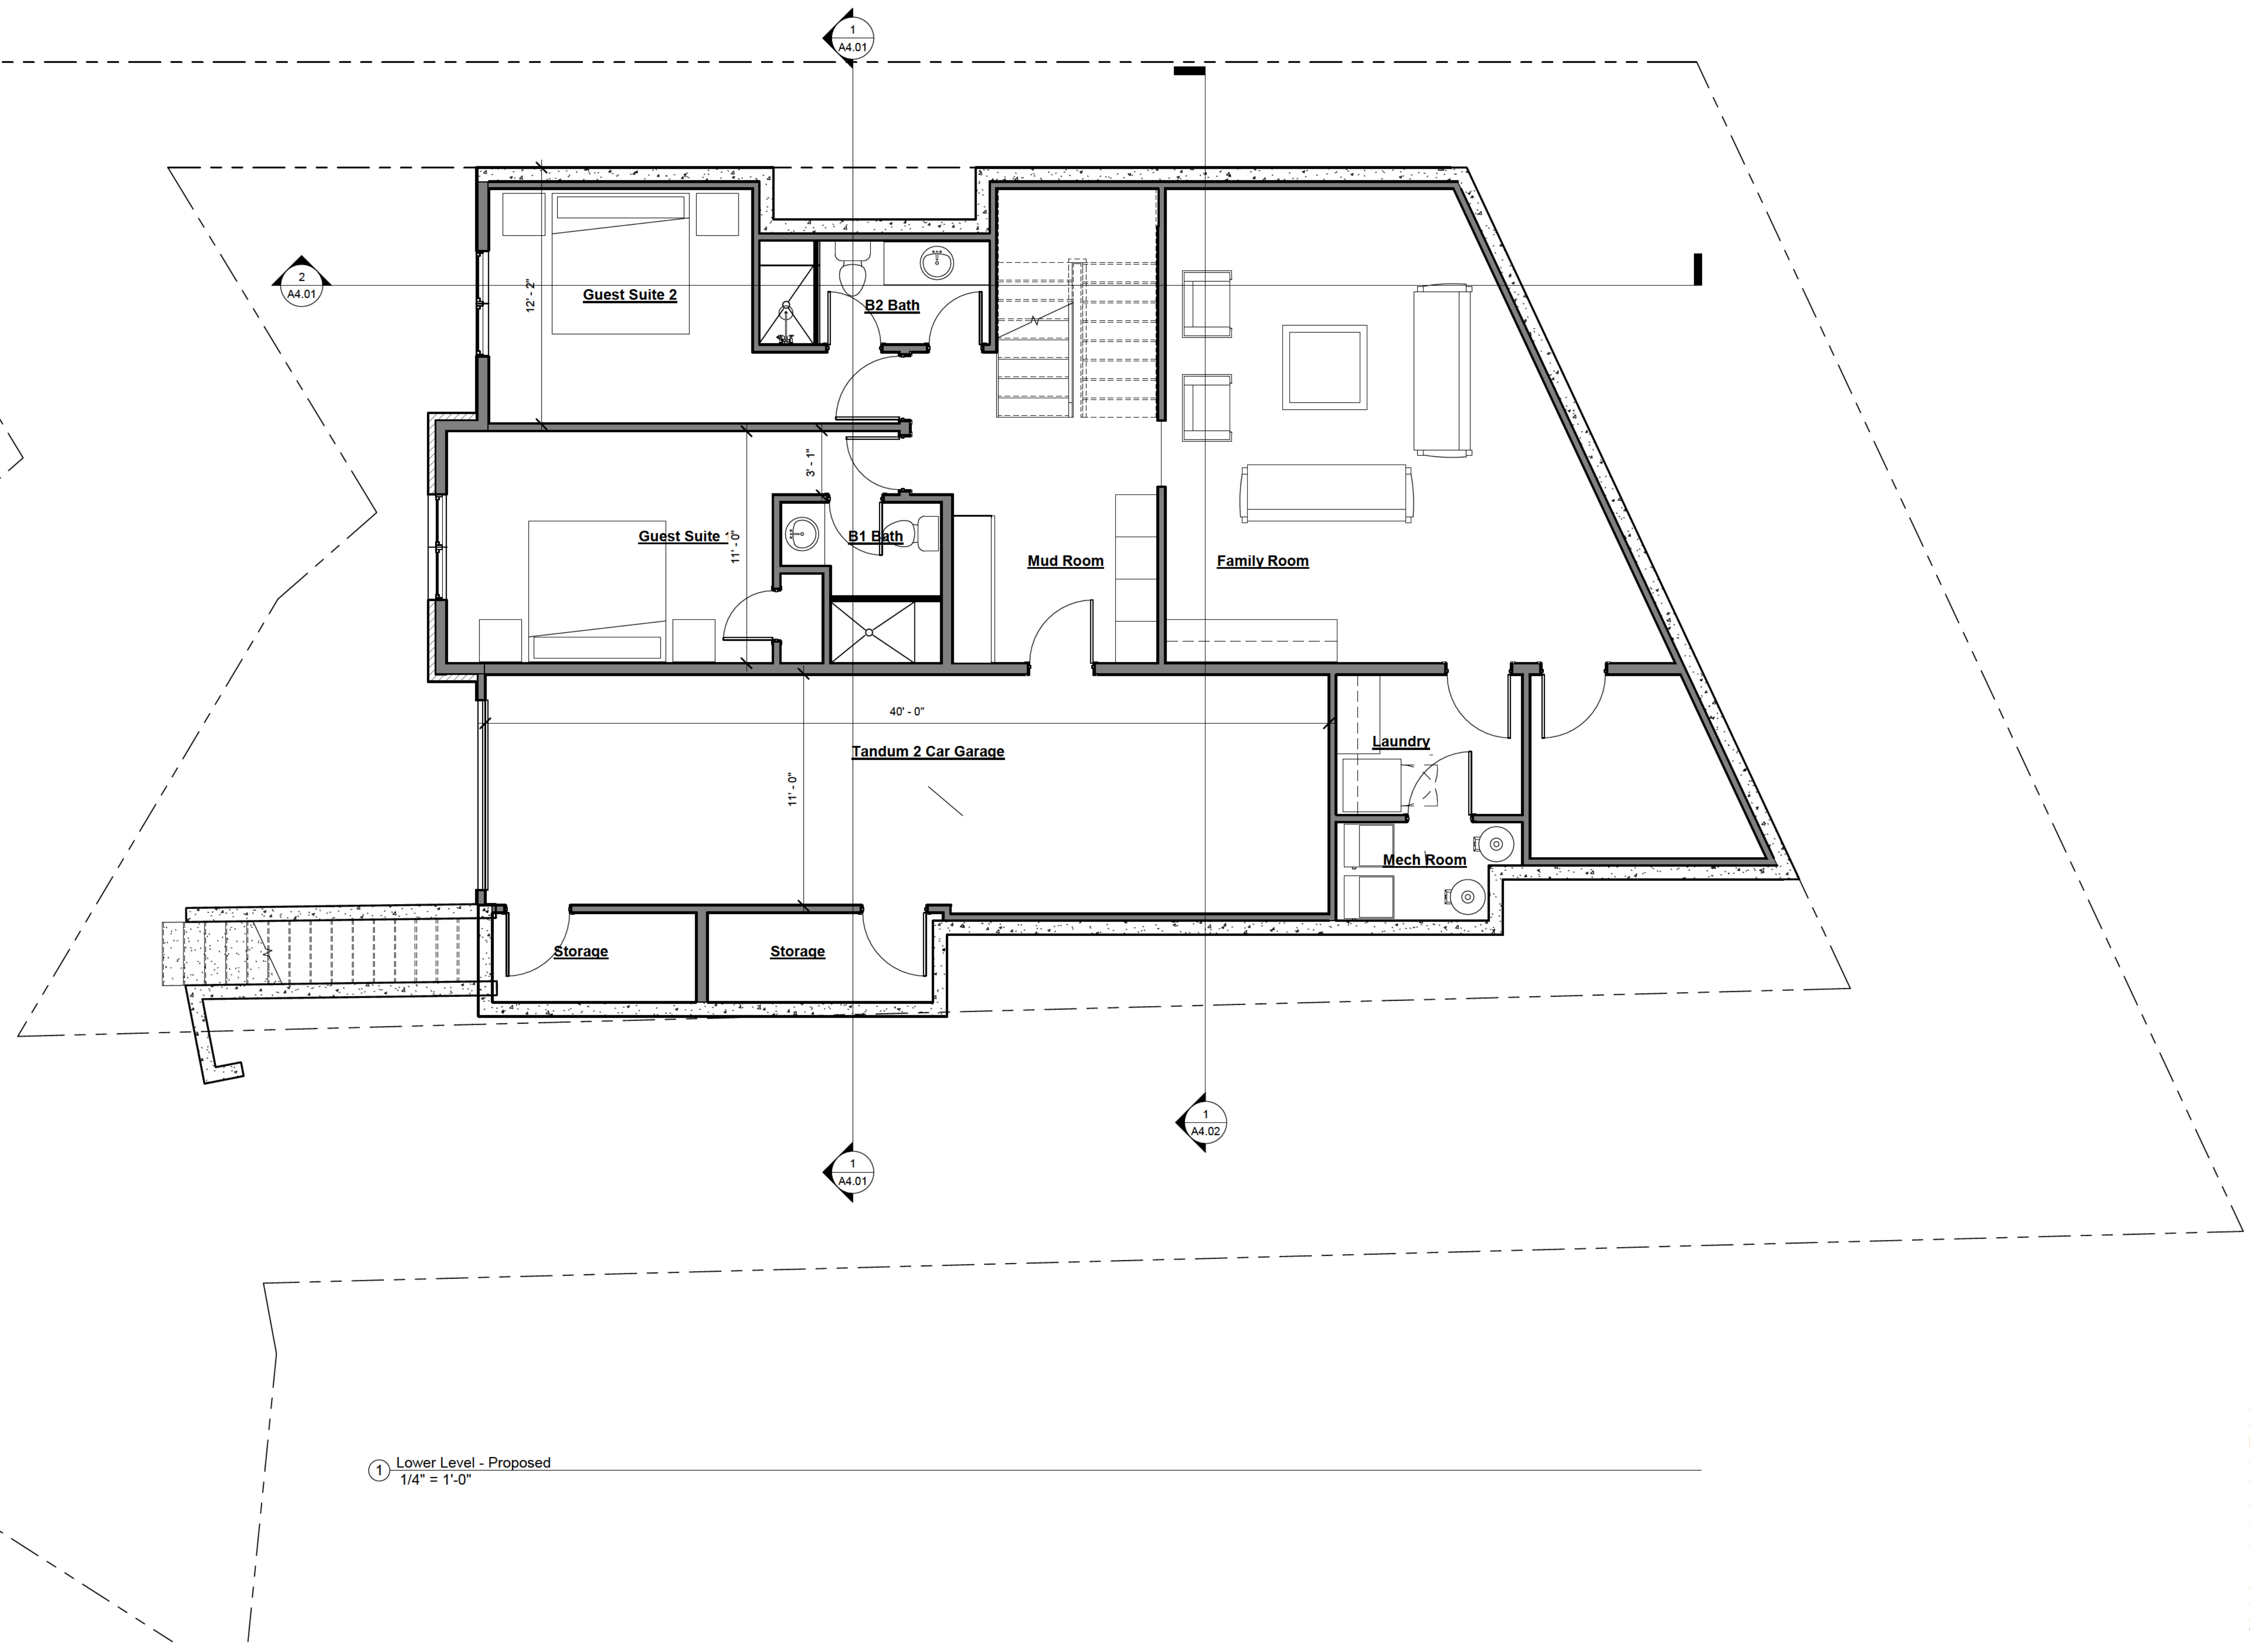 1
A4.01
2
A4.01
12' - 2"
Guest Suite 2
B2 Bath
3' - 1"
Guest Suite
11' - 0"
B1 Bath
Mud Room
Family Room
40' - 0"
Tandum 2 Car Garage
11' - 0"
Laundry
Mech Room
Storage
Storage
1
A4.02
1
A4.01
1
Lower Level - Proposed
1/4" = 1'-0"